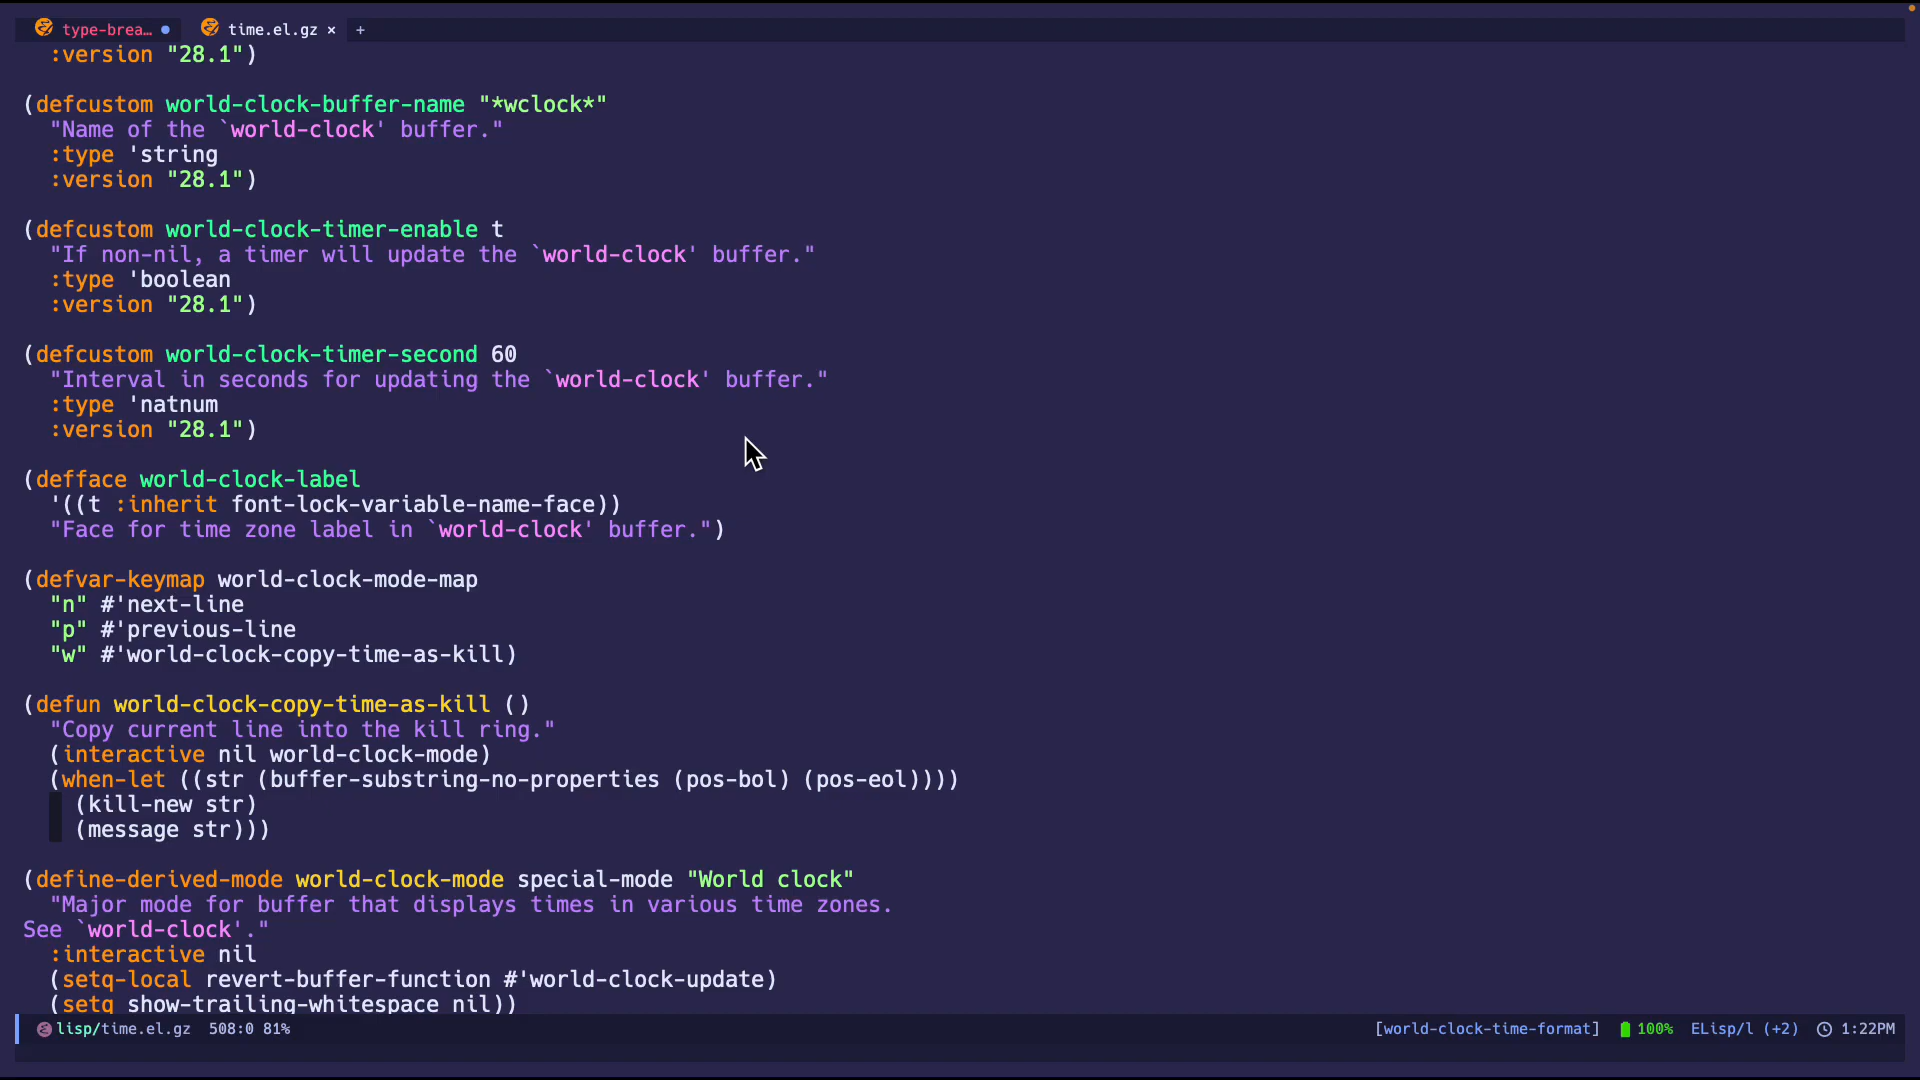 type-brea… ● time.el.gz × +
:version "28.1")
(defcustom world-clock-buffer-name "*wclock*"
"Name of the `world-clock' buffer."
:type 'string
:version "28.1")
(defcustom world-clock-timer-enable t
"If non-nil, a timer will update the `world-clock' buffer."
:type 'boolean
:version "28.1")
(defcustom world-clock-timer-second 60
"Interval in seconds for updating the `world-clock' buffer."
:type 'natnum
:version "28.1")
(defface world-clock-label
'((t :inherit font-lock-variable-name-face))
"Face for time zone label in `world-clock' buffer.")
(defvar-keymap world-clock-mode-map
"n" #'next-line
"p" #'previous-line
"w" #'world-clock-copy-time-as-kill)
(defun world-clock-copy-time-as-kill ()
"Copy current line into the kill ring."
(interactive nil world-clock-mode)
(when-let ((str (buffer-substring-no-properties (pos-bol) (pos-eol))))
(kill-new str)
(message str)))
(define-derived-mode world-clock-mode special-mode "World clock"
"Major mode for buffer that displays times in various time zones.
See `world-clock'."
:interactive nil
(setq-local revert-buffer-function #'world-clock-update)
(setq show-trailing-whitespace nil))
lisp/time.el.gz 508:0 81% [world-clock-time-format] 100% ELisp/l (+2) 1:22PM